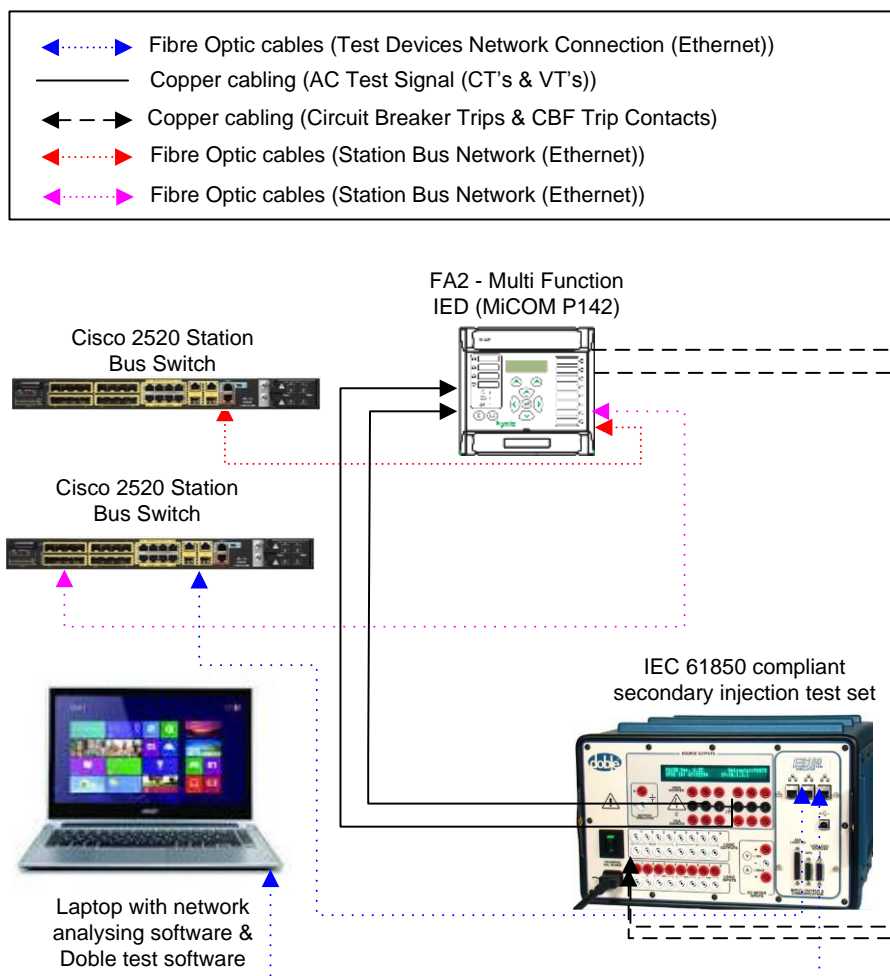 Fibre Optic cables (Test Devices Network Connection (Ethernet))
Copper cabling (AC Test Signal (CT's & VT's))
Copper cabling (Circuit Breaker Trips & CBF Trip Contacts)
Fibre Optic cables (Station Bus Network (Ethernet))
Fibre Optic cables (Station Bus Network (Ethernet))
FA2 - Multi Function
IED (MiCOM P142)
Cisco 2520 Station
Bus Switch
Cisco 2520 Station
Bus Switch
IEC 61850 compliant
secondary injection test set
doble
SOURCE OUTPUTS
Laptop with network
analysing software &
Doble test software